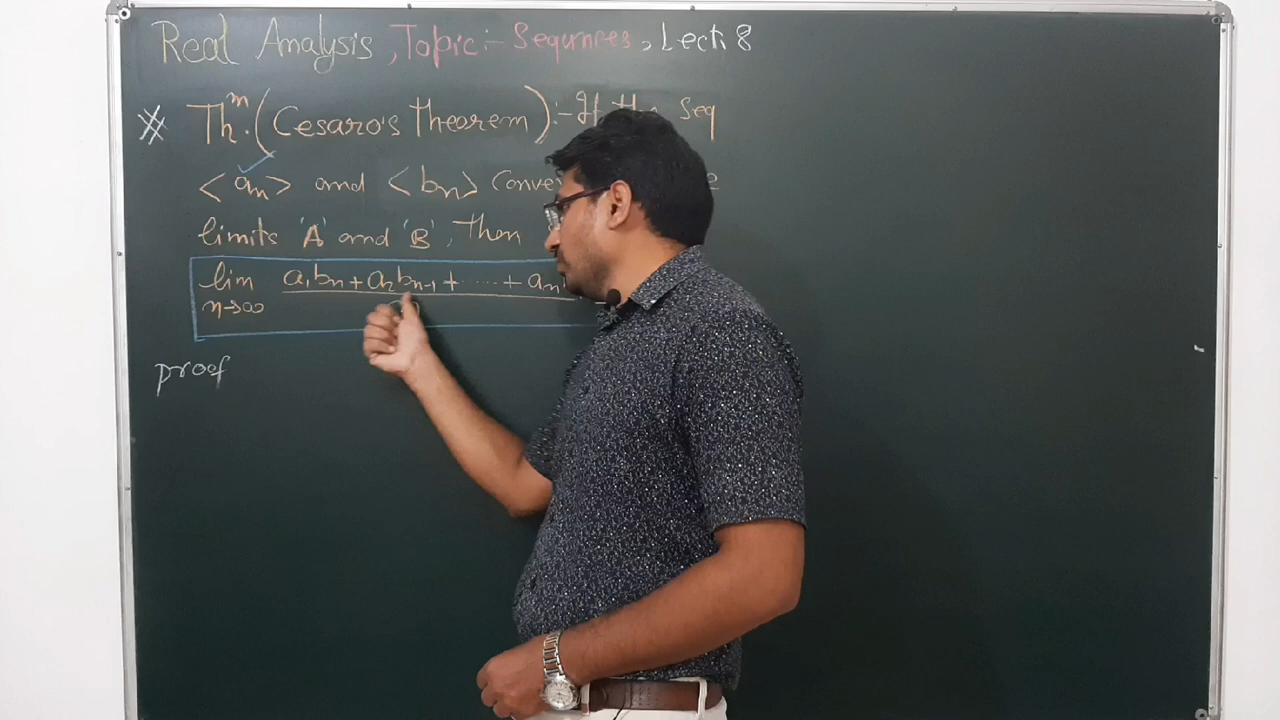 Real Analysis, Topic:- Sequences, Lect. 8
※ Thm. (Cesaro's Theorem):- If the Seq
<an> and <bn> Conve
limits 'A' and 'B', Then
lim n→∞ a1bn + a2bn-1 + ..... + an
proof